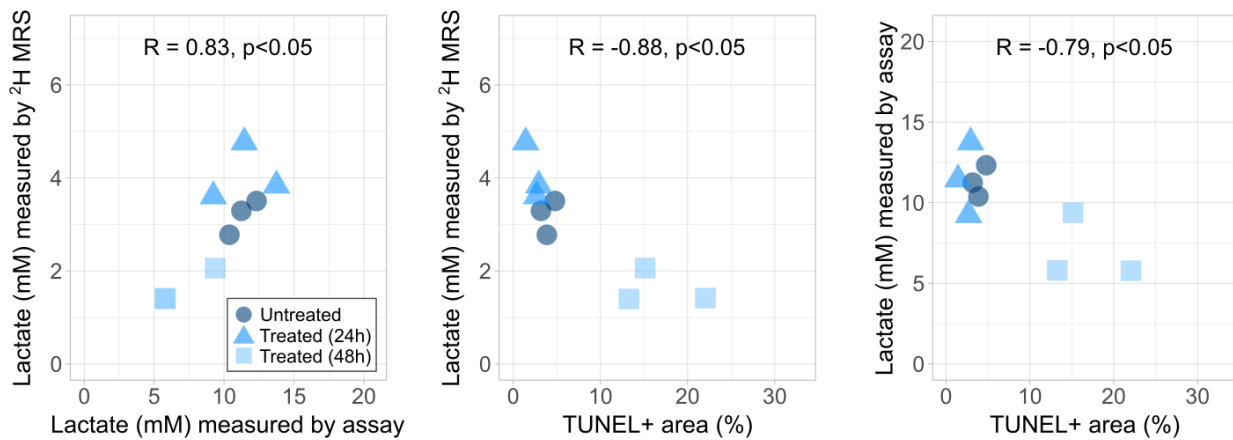 R = 0.83, p<0.05
Lactate (mM) measured by ²H MRS
6
4
2
0
0
5
10
15
20
Lactate (mM) measured by assay
Untreated
Treated (24h)
Treated (48h)
R = -0.88, p<0.05
Lactate (mM) measured by ²H MRS
6
4
2
0
0
10
20
30
TUNEL+ area (%)
R = -0.79, p<0.05
Lactate (mM) measured by assay
20
15
10
5
0
0
10
20
30
TUNEL+ area (%)